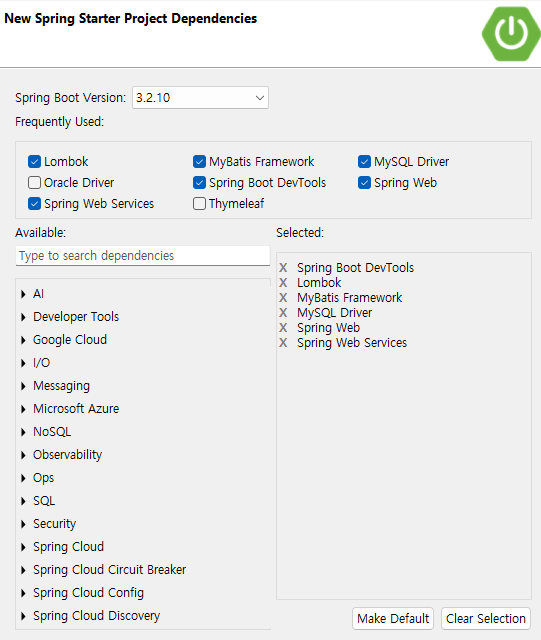 New Spring Starter Project Dependencies
Spring Boot Version: 3.2.10
Frequently Used:
Lombok MyBatis Framework MySQL Driver
Oracle Driver Spring Boot DevTools Spring Web
Spring Web Services Thymeleaf
Available:
Type to search dependencies
AI
Developer Tools
Google Cloud
I/O
Messaging
Microsoft Azure
NoSQL
Observability
Ops
SQL
Security
Spring Cloud
Spring Cloud Circuit Breaker
Spring Cloud Config
Spring Cloud Discovery
Selected:
X Spring Boot DevTools
X Lombok
X MyBatis Framework
X MySQL Driver
X Spring Web
X Spring Web Services
Make Default Clear Selection